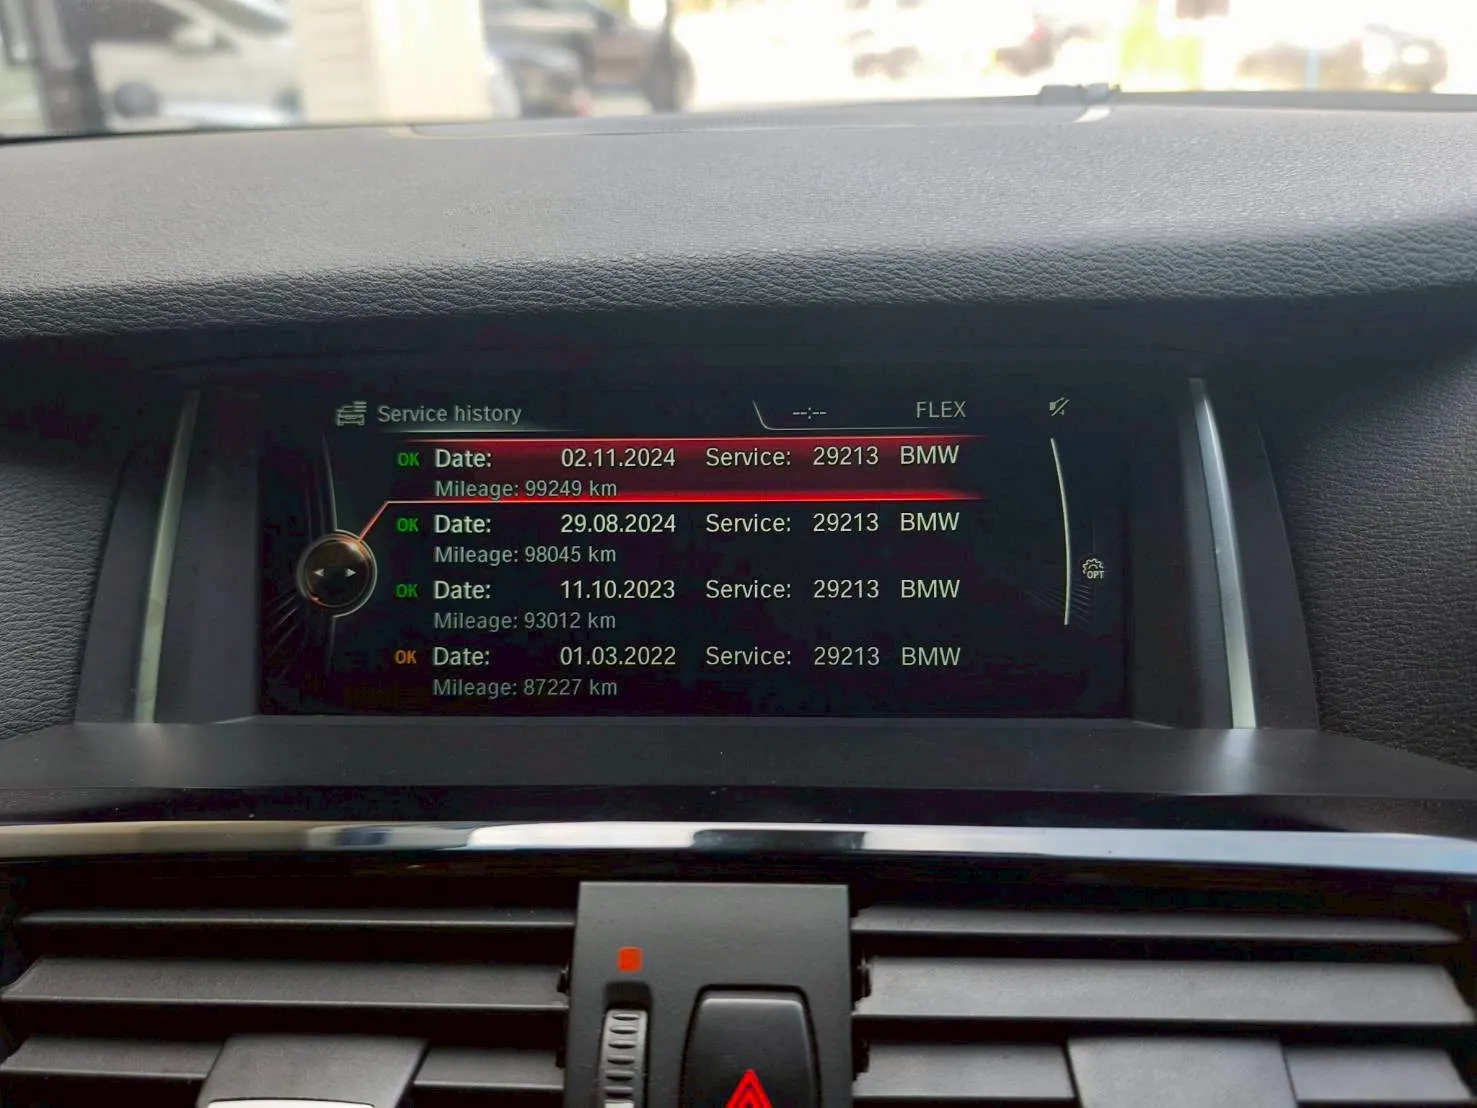 Service history --:-- FLEX
OK Date: 02.11.2024 Service: 29213 BMW
Mileage: 99249 km
OK Date: 29.08.2024 Service: 29213 BMW
Mileage: 98045 km
OK Date: 11.10.2023 Service: 29213 BMW
Mileage: 93012 km
OPT
OK Date: 01.03.2022 Service: 29213 BMW
Mileage: 87227 km